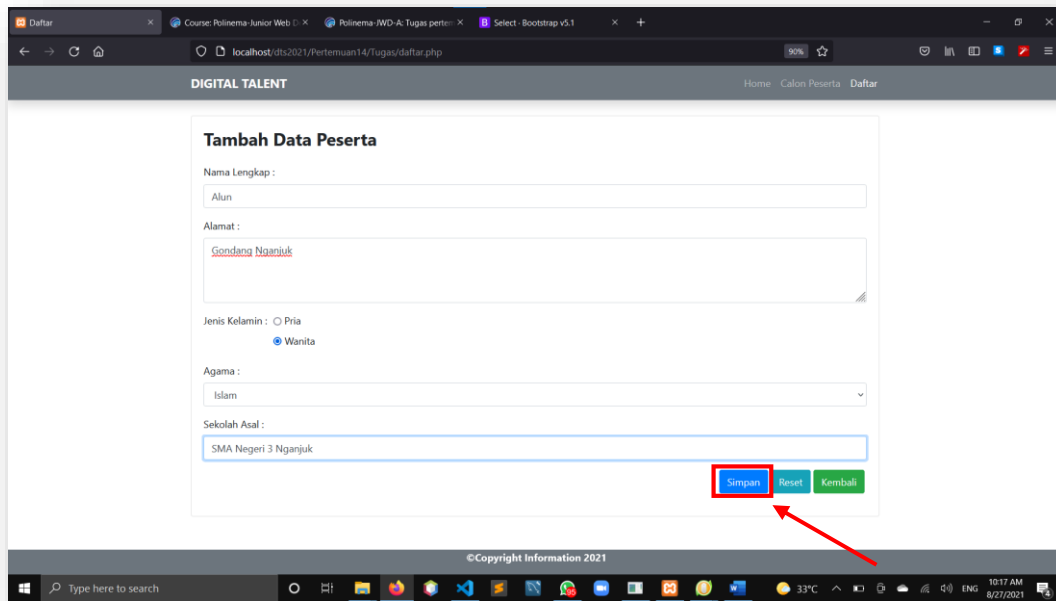 Daftar
Course: Polinema-Junior Web D
Polinema-JWD-A: Tugas pertem
Select · Bootstrap v5.1
localhost/dts2021/Pertemuan14/Tugas/daftar.php
90%
DIGITAL TALENT
Home Calon Peserta Daftar
Tambah Data Peserta
Nama Lengkap :
Alun
Alamat :
Gondang Nganjuk
Jenis Kelamin : Pria
Wanita
Agama :
Islam
Sekolah Asal :
SMA Negeri 3 Nganjuk
Simpan Reset Kembali
©Copyright Information 2021
Type here to search
95
33°C
ENG
10:17 AM
8/27/2021
4